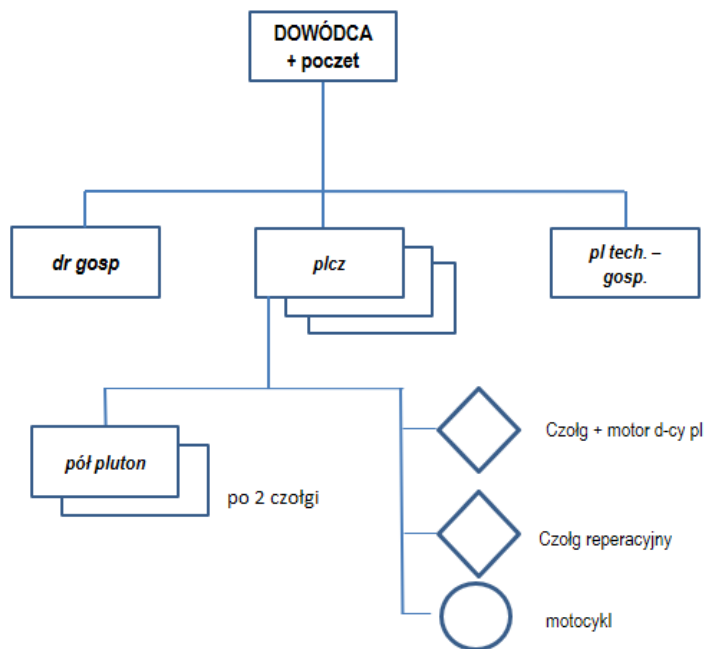 DOWÓDCA
+ poczet
dr gosp
plcz
pl tech. –
gosp.
pół pluton
po 2 czołgi
Czołg + motor d-cy pl
Czołg reperacyjny
motocykl